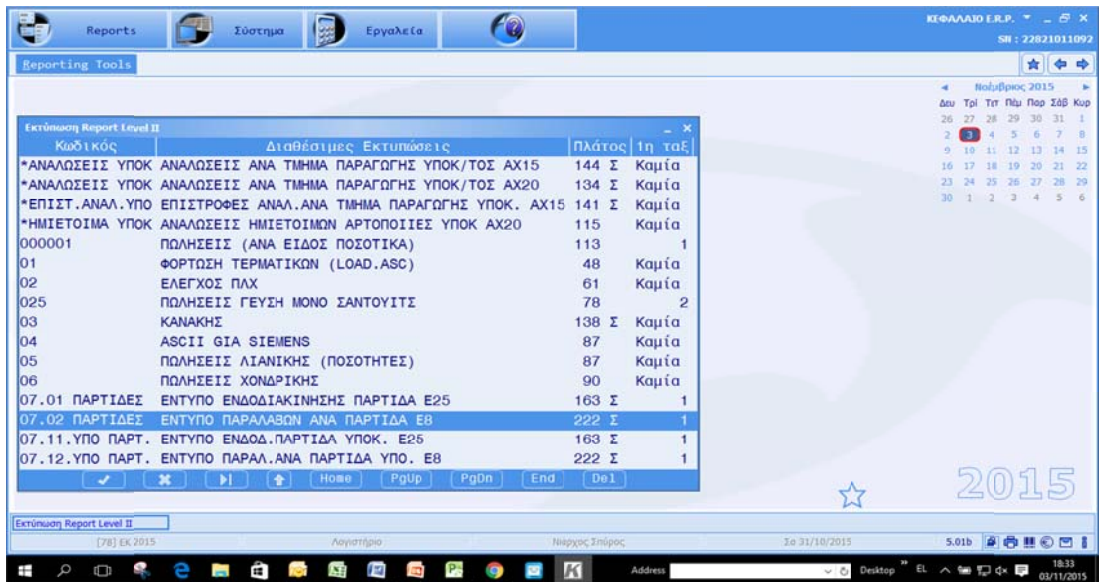 Reports Σύστημα Εργαλεία
ΚΕΦΑΛΑΙΟ E.R.P.
SN : 22821011092
Reporting Tools
Νοέμβριος 2015
Δευ Τρί Τετ Πέμ Παρ Σάβ Κυρ
26 27 28 29 30 31 1
2 3 4 5 6 7 8
9 10 11 12 13 14 15
16 17 18 19 20 21 22
23 24 25 26 27 28 29
30 1 2 3 4 5 6
Εκτύπωση Report Level II
Κωδικός Διαθέσιμες Εκτυπώσεις Πλάτος 1η ταξ
*ΑΝΑΛΩΣΕΙΣ ΥΠΟΚ ΑΝΑΛΩΣΕΙΣ ΑΝΑ ΤΜΗΜΑ ΠΑΡΑΓΩΓΗΣ ΥΠΟΚ/ΤΟΣ ΑΧ15 144 Σ Καμία
*ΑΝΑΛΩΣΕΙΣ ΥΠΟΚ ΑΝΑΛΩΣΕΙΣ ΑΝΑ ΤΜΗΜΑ ΠΑΡΑΓΩΓΗΣ ΥΠΟΚ/ΤΟΣ ΑΧ20 134 Σ Καμία
*ΕΠΙΣΤ.ΑΝΑΛ.ΥΠΟ ΕΠΙΣΤΡΟΦΕΣ ΑΝΑΛ.ΑΝΑ ΤΜΗΜΑ ΠΑΡΑΓΩΓΗΣ ΥΠΟΚ. ΑΧ15 141 Σ Καμία
*ΗΜΙΕΤΟΙΜΑ ΥΠΟΚ ΑΝΑΛΩΣΕΙΣ ΗΜΙΕΤΟΙΜΩΝ ΑΡΤΟΠΟΙΙΕΣ ΥΠΟΚ ΑΧ20 115 Καμία
000001 ΠΩΛΗΣΕΙΣ (ΑΝΑ ΕΙΔΟΣ ΠΟΣΟΤΙΚΑ) 113 1
01 ΦΟΡΤΩΣΗ ΤΕΡΜΑΤΙΚΩΝ (LOAD.ASC) 48 Καμία
02 ΕΛΕΓΧΟΣ ΠΛΧ 61 Καμία
025 ΠΩΛΗΣΕΙΣ ΓΕΥΣΗ ΜΟΝΟ ΣΑΝΤΟΥΙΤΣ 78 2
03 ΚΑΝΑΚΗΣ 138 Σ Καμία
04 ASCII GIA SIEMENS 87 Καμία
05 ΠΩΛΗΣΕΙΣ ΛΙΑΝΙΚΗΣ (ΠΟΣΟΤΗΤΕΣ) 87 Καμία
06 ΠΩΛΗΣΕΙΣ ΧΟΝΔΡΙΚΗΣ 90 Καμία
07.01 ΠΑΡΤΙΔΕΣ ΕΝΤΥΠΟ ΕΝΔΟΔΙΑΚΙΝΗΣΗΣ ΠΑΡΤΙΔΑ Ε25 163 Σ 1
07.02 ΠΑΡΤΙΔΕΣ ΕΝΤΥΠΟ ΠΑΡΑΛΑΒΩΝ ΑΝΑ ΠΑΡΤΙΔΑ Ε8 222 Σ 1
07.11.ΥΠΟ ΠΑΡΤ. ΕΝΤΥΠΟ ΕΝΔΟΔ.ΠΑΡΤΙΔΑ ΥΠΟΚ. Ε25 163 Σ 1
07.12.ΥΠΟ ΠΑΡΤ. ΕΝΤΥΠΟ ΠΑΡΑΛ.ΑΝΑ ΠΑΡΤΙΔΑ ΥΠΟ. Ε8 222 Σ 1
Home PgUp PgDn End Del
2015
Εκτύπωση Report Level II
[78] ΕΚ 2015 Λογιστήριο Νιερχος Σπύρος Σα 31/10/2015 5.01b
Address Desktop EL 18:33
03/11/2015